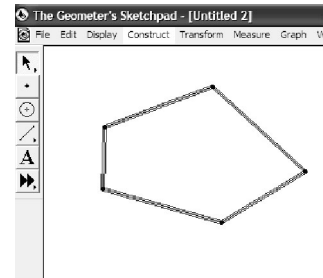 The Geometer's Sketchpad - [Untitled 2]
File Edit Display Construct Transform Measure Graph W
A